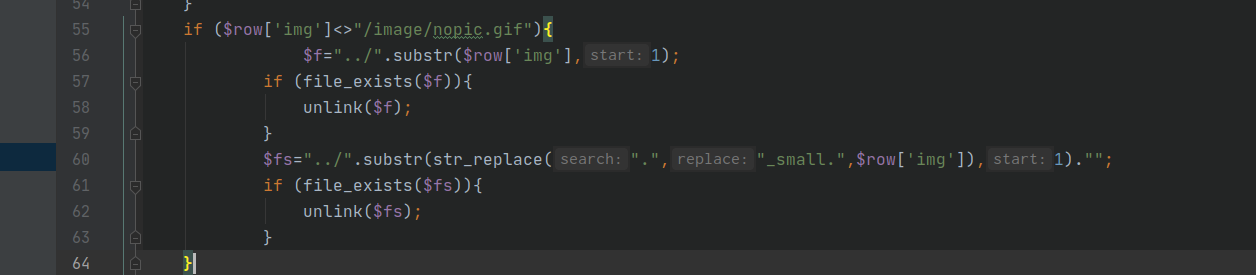 54 }
55 if ($row['img']<>"/image/nopic.gif"){
56 $f="../".substr($row['img'], start: 1);
57 if (file_exists($f)){
58 unlink($f);
59 }
60 $fs="../".substr(str_replace( search: ".", replace: "_small.",$row['img']), start: 1)."";
61 if (file_exists($fs)){
62 unlink($fs);
63 }
64 }